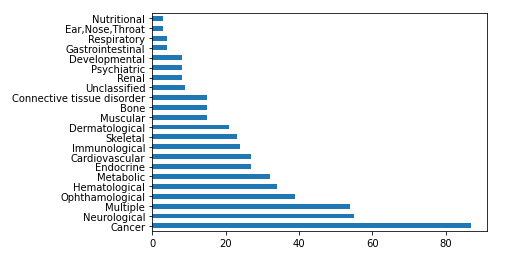 Nutritional
Ear,Nose,Throat
Respiratory
Gastrointestinal
Developmental
Psychiatric
Renal
Unclassified
Connective tissue disorder
Bone
Muscular
Dermatological
Skeletal
Immunological
Cardiovascular
Endocrine
Metabolic
Hematological
Ophthamological
Multiple
Neurological
Cancer
0 20 40 60 80